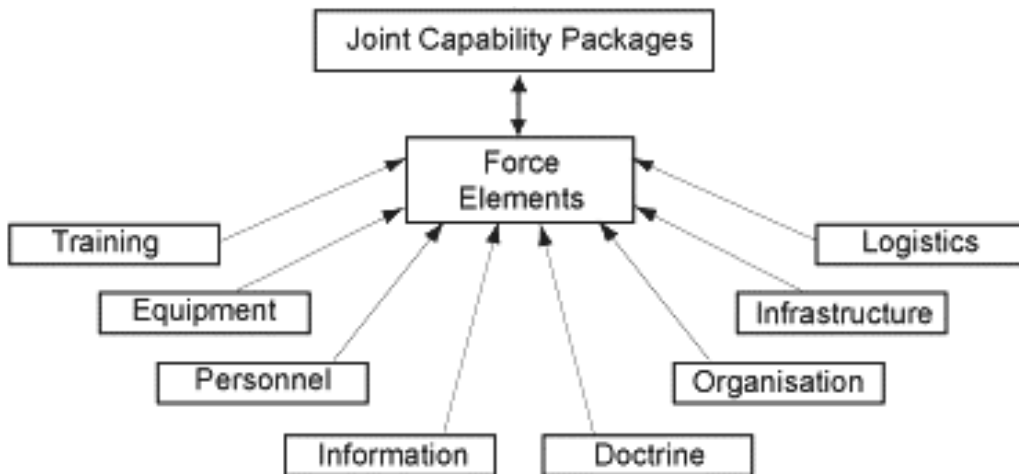 Joint Capability Packages
Force
Elements
Training
Logistics
Equipment
Infrastructure
Personnel
Organisation
Information
Doctrine